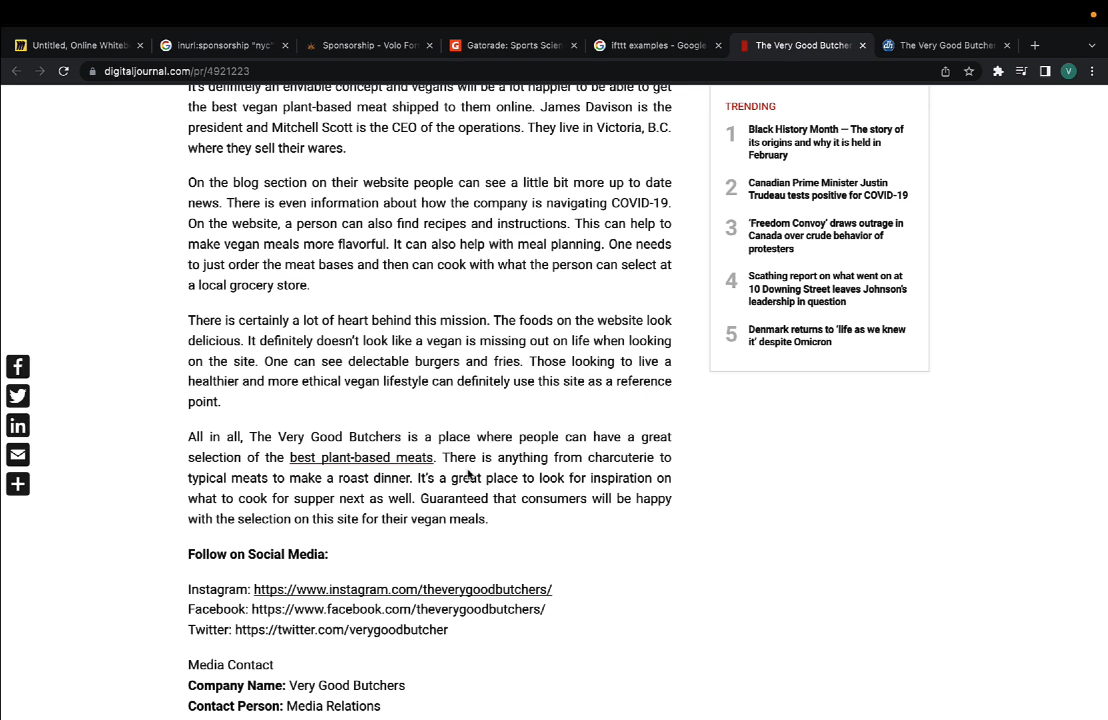 Untitled, Online Whiteb
inurl:sponsorship "nyc"
Sponsorship - Volo For
Gatorade: Sports Scien
ifttt examples - Google
The Very Good Butcher
The Very Good Butcher
digitaljournal.com/pr/4921223
V
It's definitely an enviable concept and vegans will be a lot happier to be able to get
the best vegan plant-based meat shipped to them online. James Davison is the
president and Mitchell Scott is the CEO of the operations. They live in Victoria, B.C.
where they sell their wares.
On the blog section on their website people can see a little bit more up to date
news. There is even information about how the company is navigating COVID-19.
On the website, a person can also find recipes and instructions. This can help to
make vegan meals more flavorful. It can also help with meal planning. One needs
to just order the meat bases and then can cook with what the person can select at
a local grocery store.
There is certainly a lot of heart behind this mission. The foods on the website look
delicious. It definitely doesn't look like a vegan is missing out on life when looking
on the site. One can see delectable burgers and fries. Those looking to live a
healthier and more ethical vegan lifestyle can definitely use this site as a reference
point.
All in all, The Very Good Butchers is a place where people can have a great
selection of the best plant-based meats. There is anything from charcuterie to
typical meats to make a roast dinner. It's a great place to look for inspiration on
what to cook for supper next as well. Guaranteed that consumers will be happy
with the selection on this site for their vegan meals.
Follow on Social Media:
Instagram: https://www.instagram.com/theverygoodbutchers/
Facebook: https://www.facebook.com/theverygoodbutchers/
Twitter: https://twitter.com/verygoodbutcher
Media Contact
Company Name: Very Good Butchers
Contact Person: Media Relations
TRENDING
1 Black History Month — The story of
its origins and why it is held in
February
2 Canadian Prime Minister Justin
Trudeau tests positive for COVID-19
3 'Freedom Convoy' draws outrage in
Canada over crude behavior of
protesters
4 Scathing report on what went on at
10 Downing Street leaves Johnson's
leadership in question
5 Denmark returns to 'life as we knew
it' despite Omicron